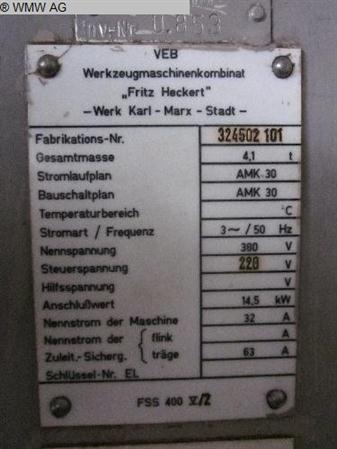 © WMW AG
Inv-Nr. 0.853
VEB
Werkzeugmaschinenkombinat
„Fritz Heckert"
—Werk Karl-Marx-Stadt—
Fabrikations-Nr. 324502 101
Gesamtmasse 4,1 t
Stromlaufplan AMK 30
Bauschaltplan AMK 30
Temperaturbereich °C
Stromart / Frequenz 3~ / 50 Hz
Nennspannung 380 V
Steuerspannung 220 V
Hilfsspannung V
Anschlußwert 14,5 kW
Nennstrom der Maschine 32 A
Nennstrom der { flink A
Zuleit.-Sicherg. { träge 63 A
Schlüssel-Nr. EL
FSS 400 V/2